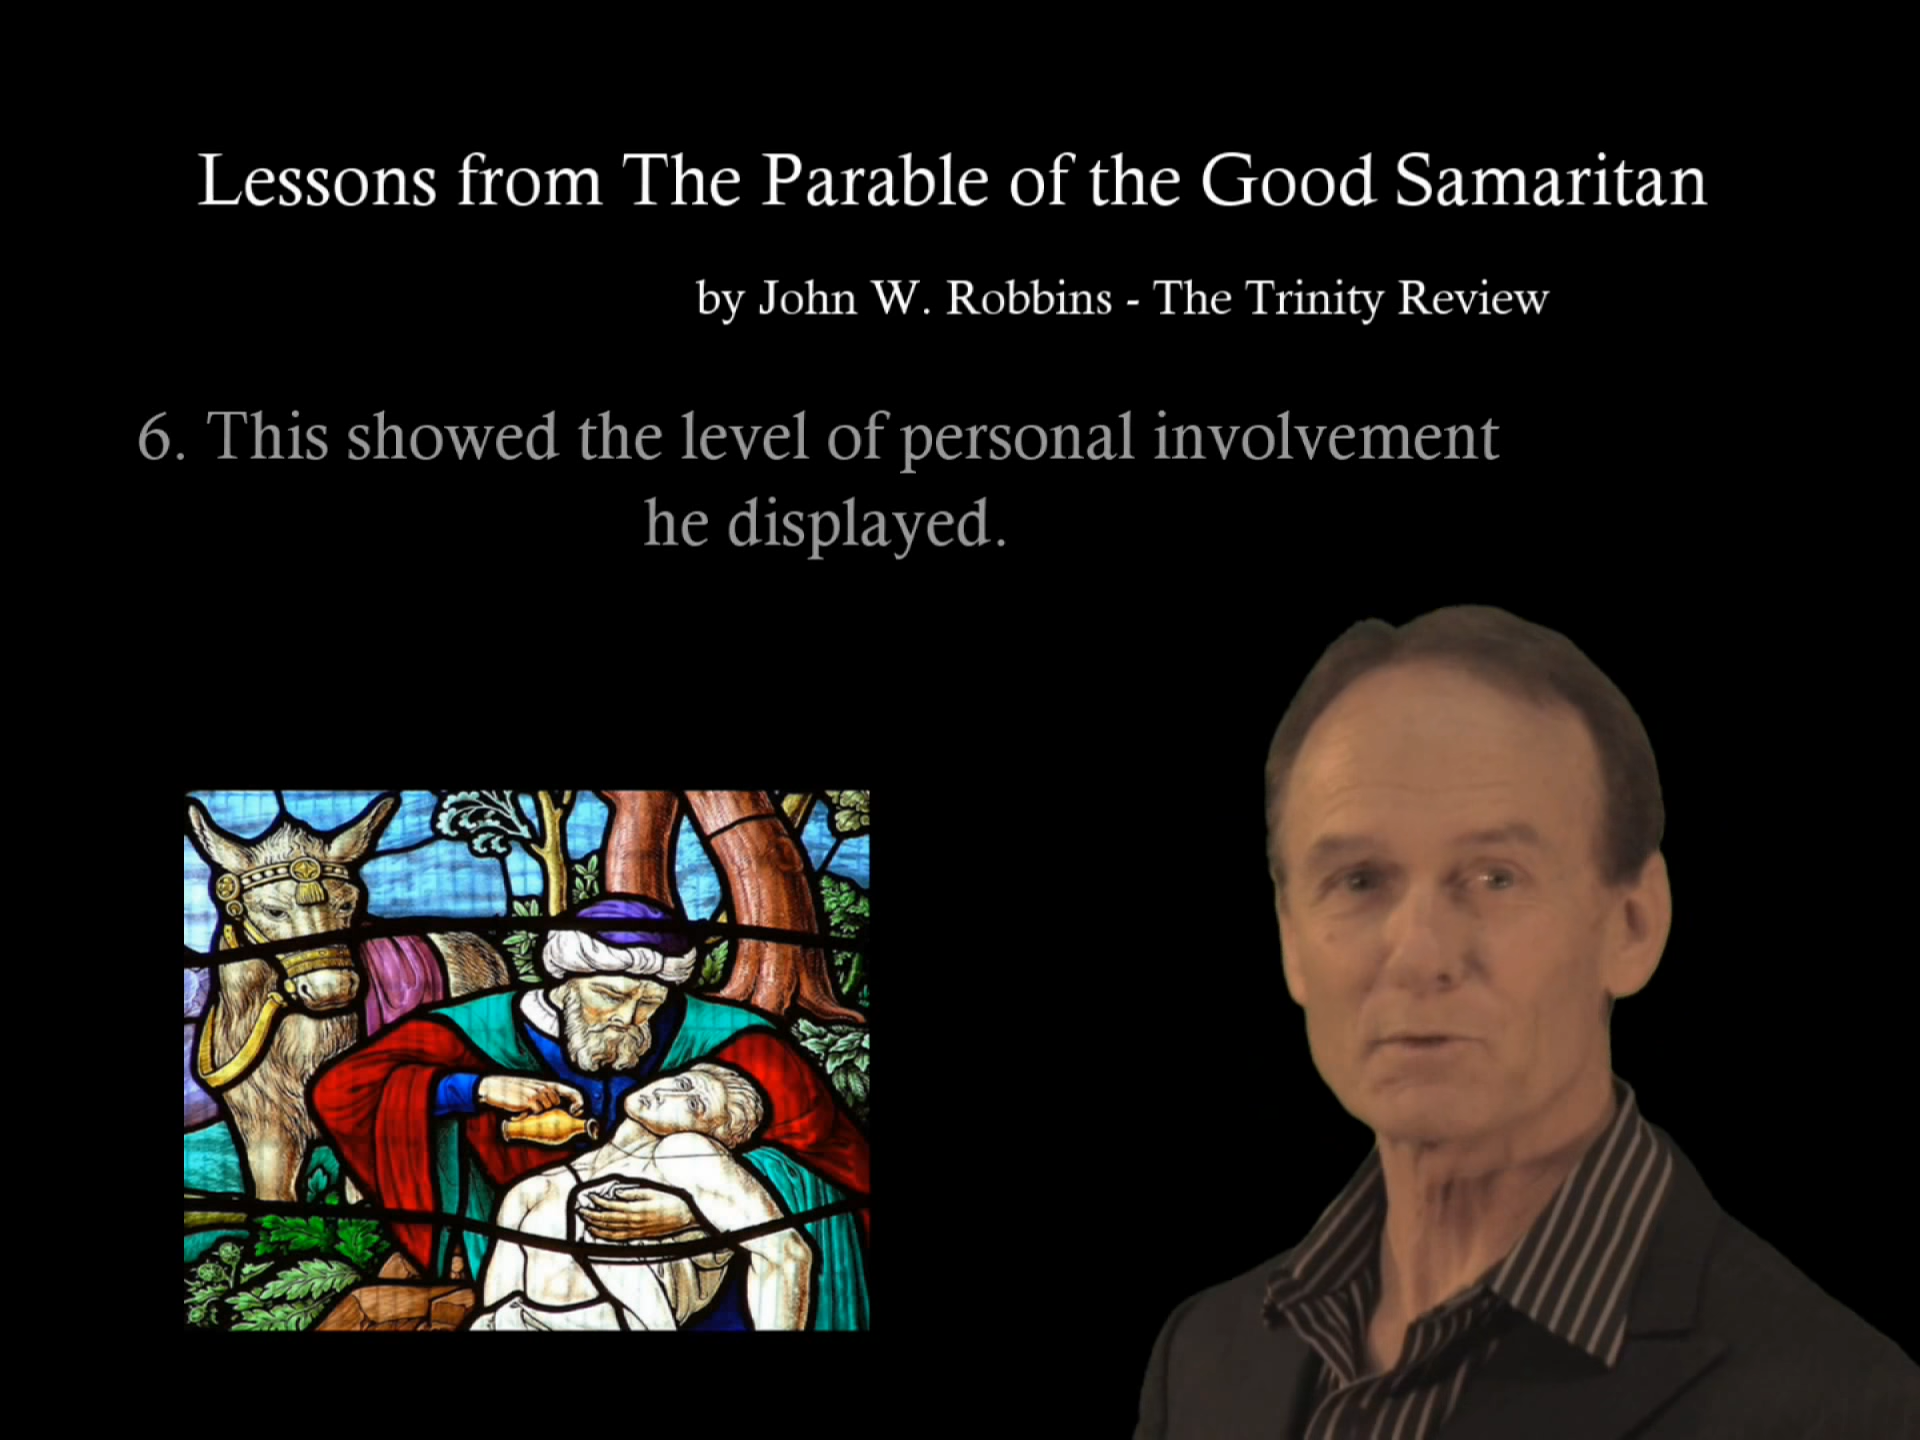 Lessons from The Parable of the Good Samaritan
by John W. Robbins - The Trinity Review
6. This showed the level of personal involvement
he displayed.